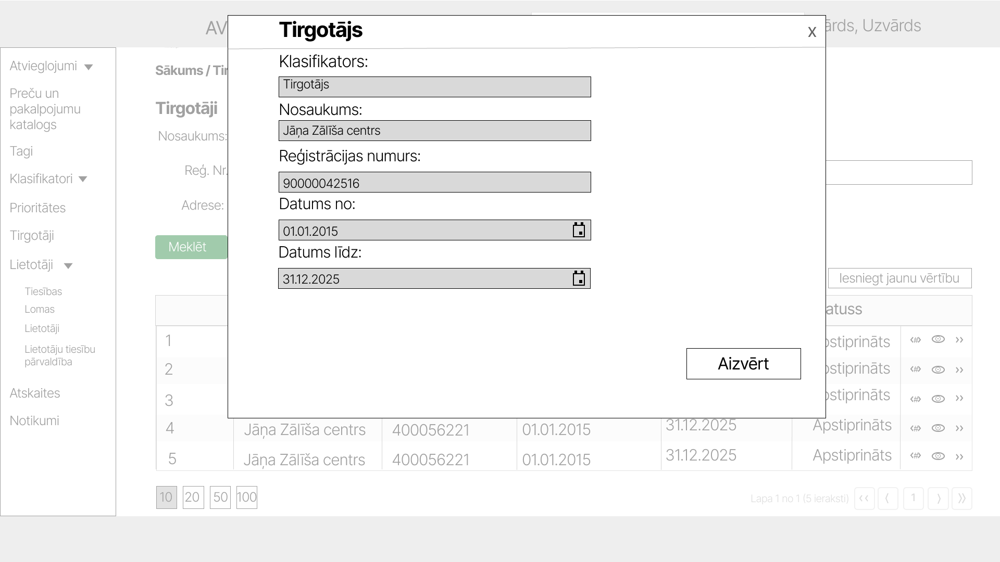 AV
ārds, Uzvārds
Tirgotājs
x
Atvieglojumi
Preču un
pakalpojumu
katalogs
Tagi
Klasifikatori
Prioritātes
Tirgotāji
Lietotāji
Tiesības
Lomas
Lietotāji
Lietotāju tiesību
pārvaldība
Atskaites
Notikumi
Sākums / Tir
Tirgotāji
Nosaukums:
Reģ. Nr.
Adrese:
Meklēt
Klasifikators:
Tirgotājs
Nosaukums:
Jāņa Zālīša centrs
Reģistrācijas numurs:
90000042516
Datums no:
01.01.2015
Datums līdz:
31.12.2025
Aizvērt
Iesniegt jaunu vērtību
atuss
1 pstiprināts <#> >>
2 pstiprināts <#> >>
3 pstiprināts <#> >>
4 Jāņa Zālīša centrs 400056221 01.01.2015 31.12.2025 Apstiprināts <#> >>
5 Jāņa Zālīša centrs 400056221 01.01.2015 31.12.2025 Apstiprināts <#> >>
10 20 50 100
Lapa 1 no 1 (5 ieraksti) << < 1 > >>